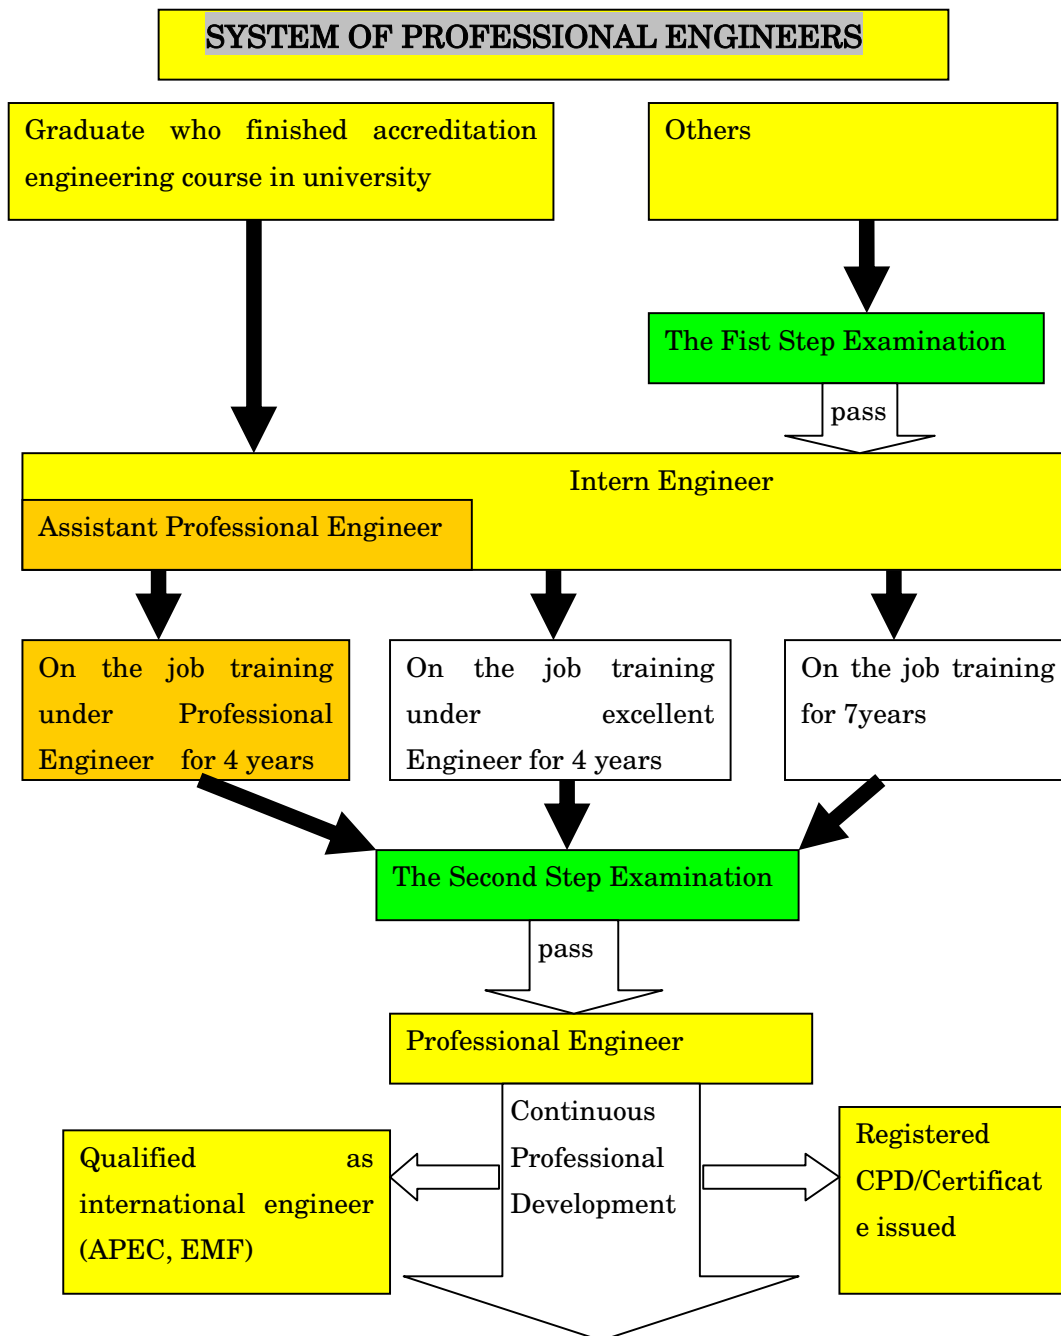 SYSTEM OF PROFESSIONAL ENGINEERS
Graduate who finished accreditation
engineering course in university
Others
The Fist Step Examination
pass
Intern Engineer
Assistant Professional Engineer
On the job training
under Professional
Engineer for 4 years
On the job training
under excellent
Engineer for 4 years
On the job training
for 7years
The Second Step Examination
pass
Professional Engineer
Continuous
Professional
Development
Qualified as
international engineer
(APEC, EMF)
Registered
CPD/Certificat
e issued